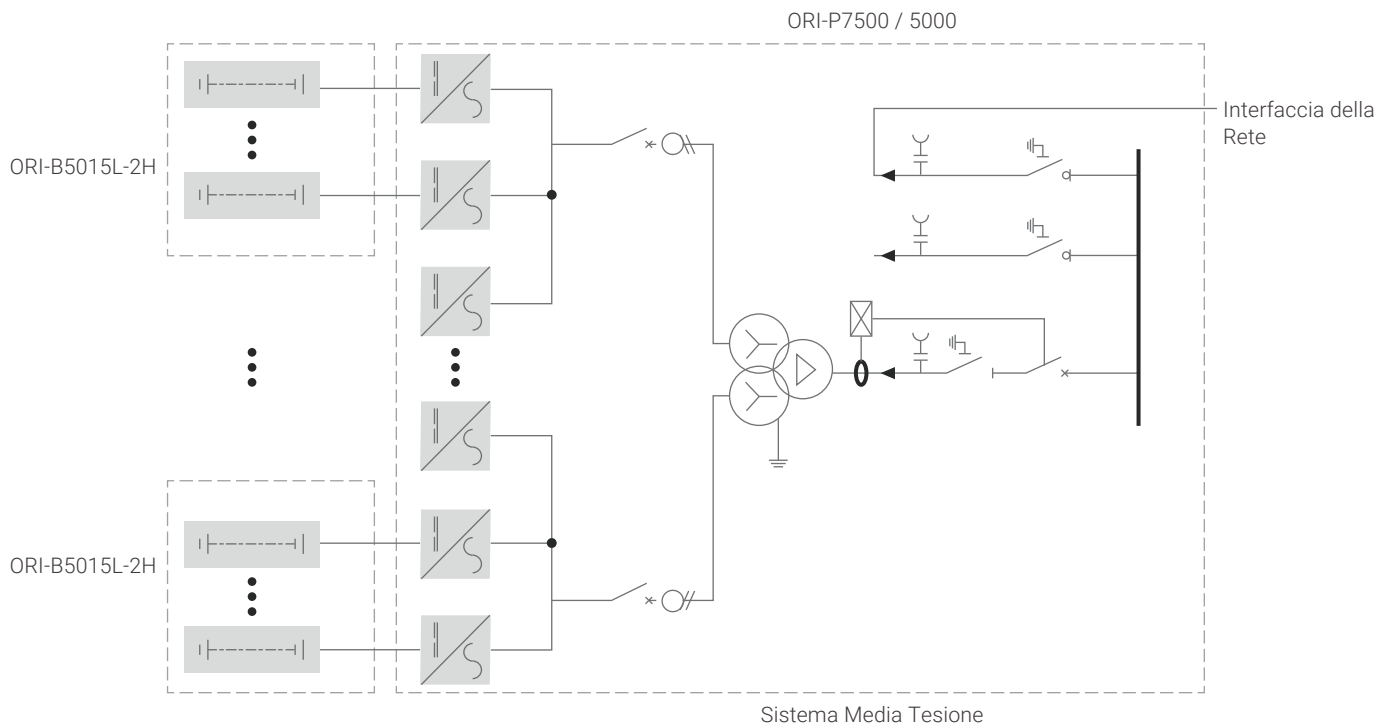 ORI-P7500 / 5000
Interfaccia della
Rete
ORI-B5015L-2H
ORI-B5015L-2H
Sistema Media Tesione